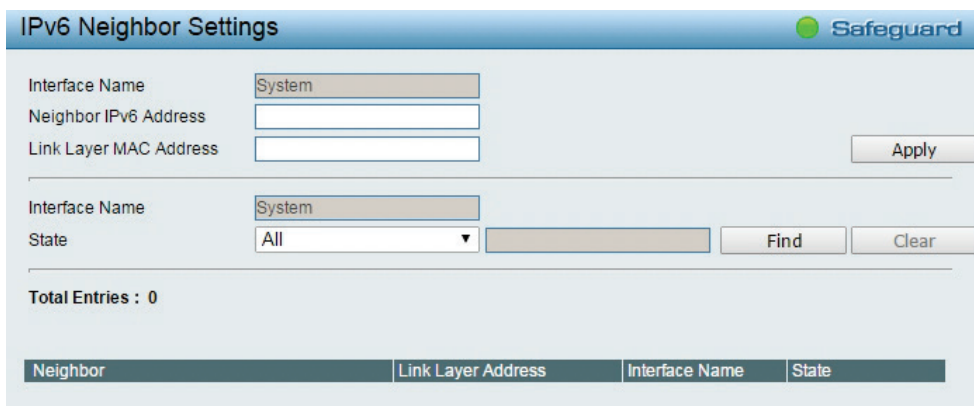 IPv6 Neighbor Settings Safeguard
Interface Name System
Neighbor IPv6 Address
Link Layer MAC Address Apply
Interface Name System
State All Find Clear
Total Entries : 0
Neighbor Link Layer Address Interface Name State